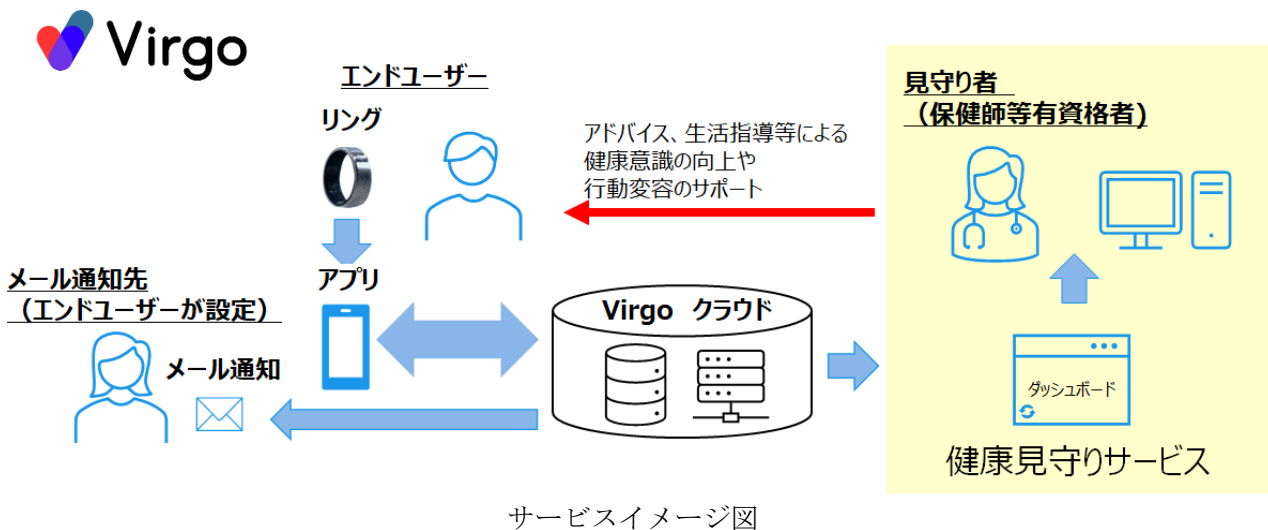 Virgo
エンドユーザー
リング
アプリ
メール通知先
（エンドユーザーが設定）
メール通知
アドバイス、生活指導等による
健康意識の向上や
行動変容のサポート
Virgo クラウド
見守り者
（保健師等有資格者)
ダッシュボード
健康見守りサービス
サービスイメージ図